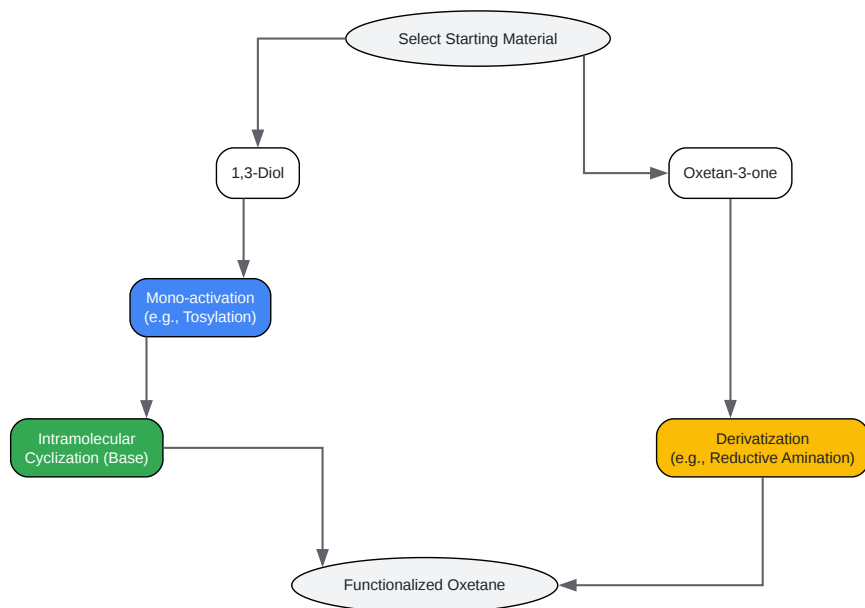 Select Starting Material
1,3-Diol
Oxetan-3-one
Mono-activation
(e.g., Tosylation)
Intramolecular
Cyclization (Base)
Derivatization
(e.g., Reductive Amination)
Functionalized Oxetane